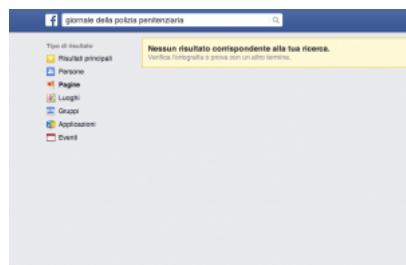 f giornale della polizia penitenziaria
Tipo di risultato
Risultati principali
Persone
Pagine
Luoghi
Gruppi
Applicazioni
Eventi
Nessun risultato corrispondente alla tua ricerca.
Verifica l'ortografia o prova con un altro termine.